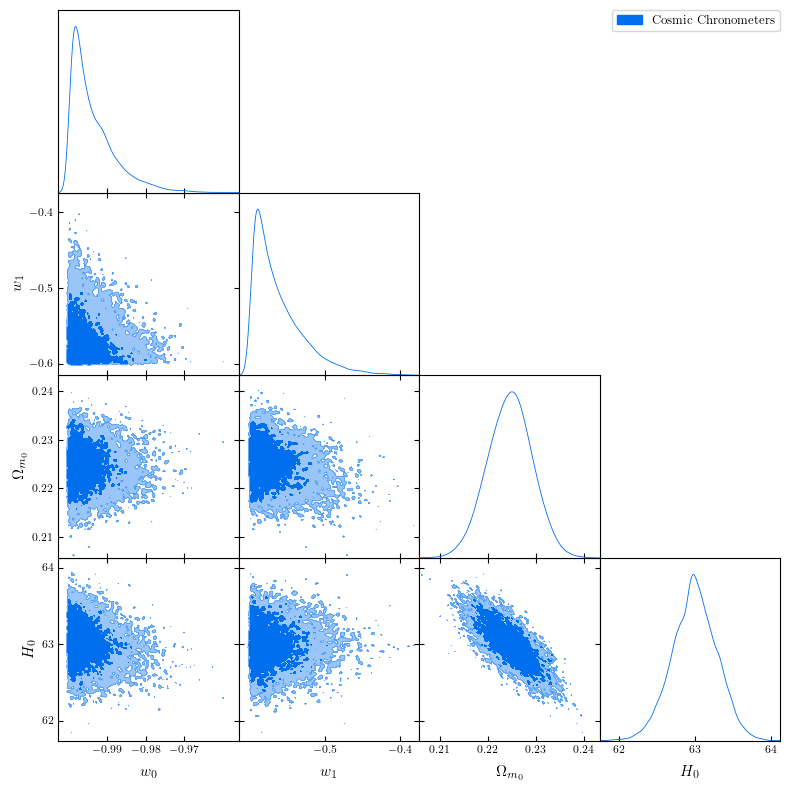 Cosmic Chronometers
−0.4
−0.5
−0.6
w₁
0.24
0.23
0.22
0.21
Ωₘ₀
64
63
62
H₀
−0.99 −0.98 −0.97
w₀
−0.5 −0.4
w₁
0.21 0.22 0.23 0.24
Ωₘ₀
62 63 64
H₀